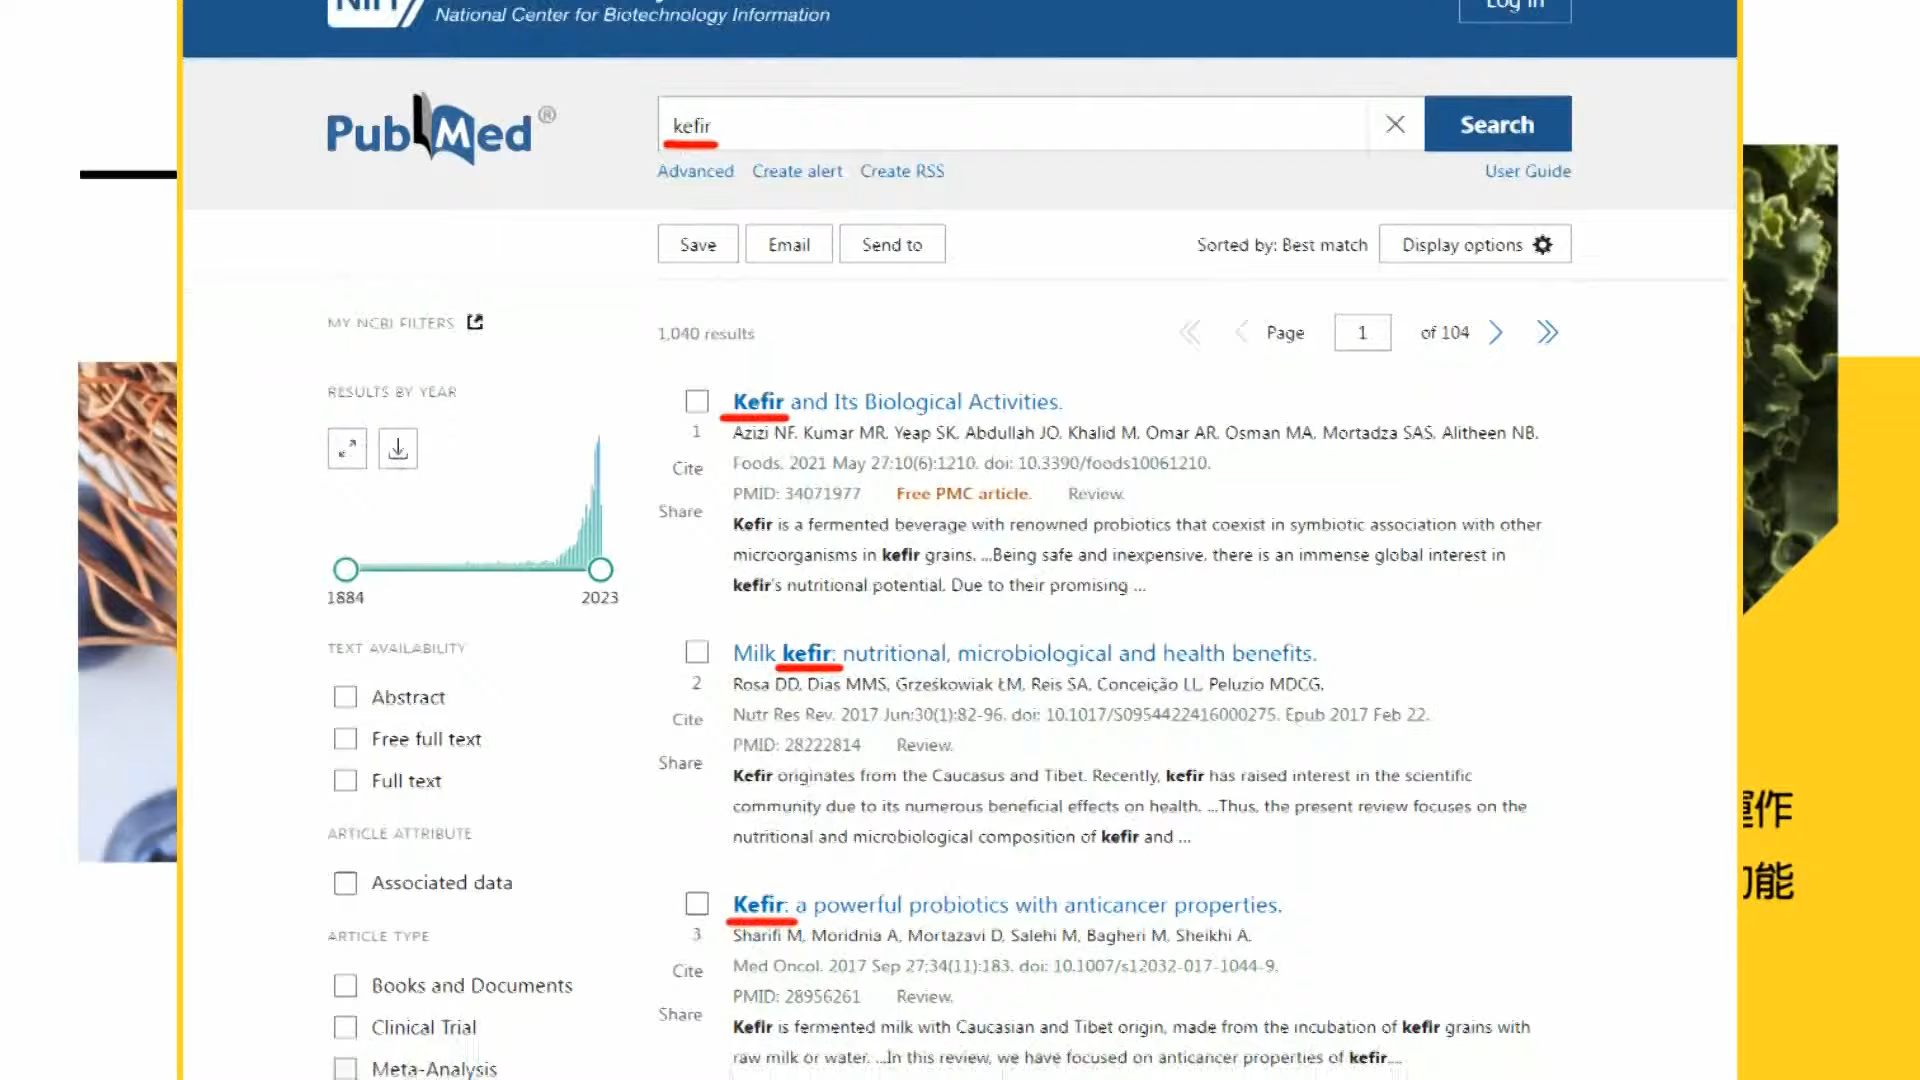 National Center for Biotechnology Information
Log in
PubMed®
kefir
Search
Advanced Create alert Create RSS
User Guide
Save Email Send to
Sorted by: Best match
Display options
MY NCBI FILTERS
1,040 results
Page 1 of 104
RESULTS BY YEAR
1884 2023
TEXT AVAILABILITY
Abstract
Free full text
Full text
ARTICLE ATTRIBUTE
Associated data
ARTICLE TYPE
Books and Documents
Clinical Trial
Meta-Analysis
Kefir and Its Biological Activities.
1
Cite
Share
Azizi NF, Kumar MR, Yeap SK, Abdullah JO, Khalid M, Omar AR, Osman MA, Mortadza SAS, Alitheen NB.
Foods. 2021 May 27;10(6):1210. doi: 10.3390/foods10061210.
PMID: 34071977 Free PMC article. Review.
Kefir is a fermented beverage with renowned probiotics that coexist in symbiotic association with other
microorganisms in kefir grains. ...Being safe and inexpensive, there is an immense global interest in
kefir's nutritional potential. Due to their promising ...
Milk kefir: nutritional, microbiological and health benefits.
2
Cite
Share
Rosa DD, Dias MMS, Grześkowiak ŁM, Reis SA, Conceição LL, Peluzio MDCG.
Nutr Res Rev. 2017 Jun;30(1):82-96. doi: 10.1017/S0954422416000275. Epub 2017 Feb 22.
PMID: 28222814 Review.
Kefir originates from the Caucasus and Tibet. Recently, kefir has raised interest in the scientific
community due to its numerous beneficial effects on health. ...Thus, the present review focuses on the
nutritional and microbiological composition of kefir and ...
Kefir: a powerful probiotics with anticancer properties.
3
Cite
Share
Sharifi M, Moridnia A, Mortazavi D, Salehi M, Bagheri M, Sheikhi A.
Med Oncol. 2017 Sep 27;34(11):183. doi: 10.1007/s12032-017-1044-9.
PMID: 28956261 Review.
Kefir is fermented milk with Caucasian and Tibet origin, made from the incubation of kefir grains with
raw milk or water. ...In this review, we have focused on anticancer properties of kefir....
作
能